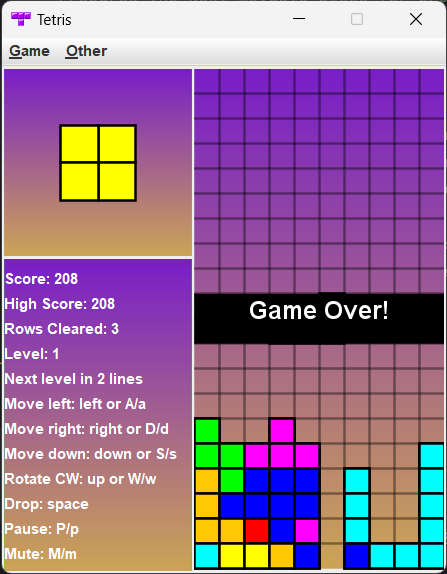 Tetris
Game Other
Score: 208
High Score: 208
Rows Cleared: 3
Level: 1
Next level in 2 lines
Move left: left or A/a
Move right: right or D/d
Move down: down or S/s
Rotate CW: up or W/w
Drop: space
Pause: P/p
Mute: M/m
Game Over!